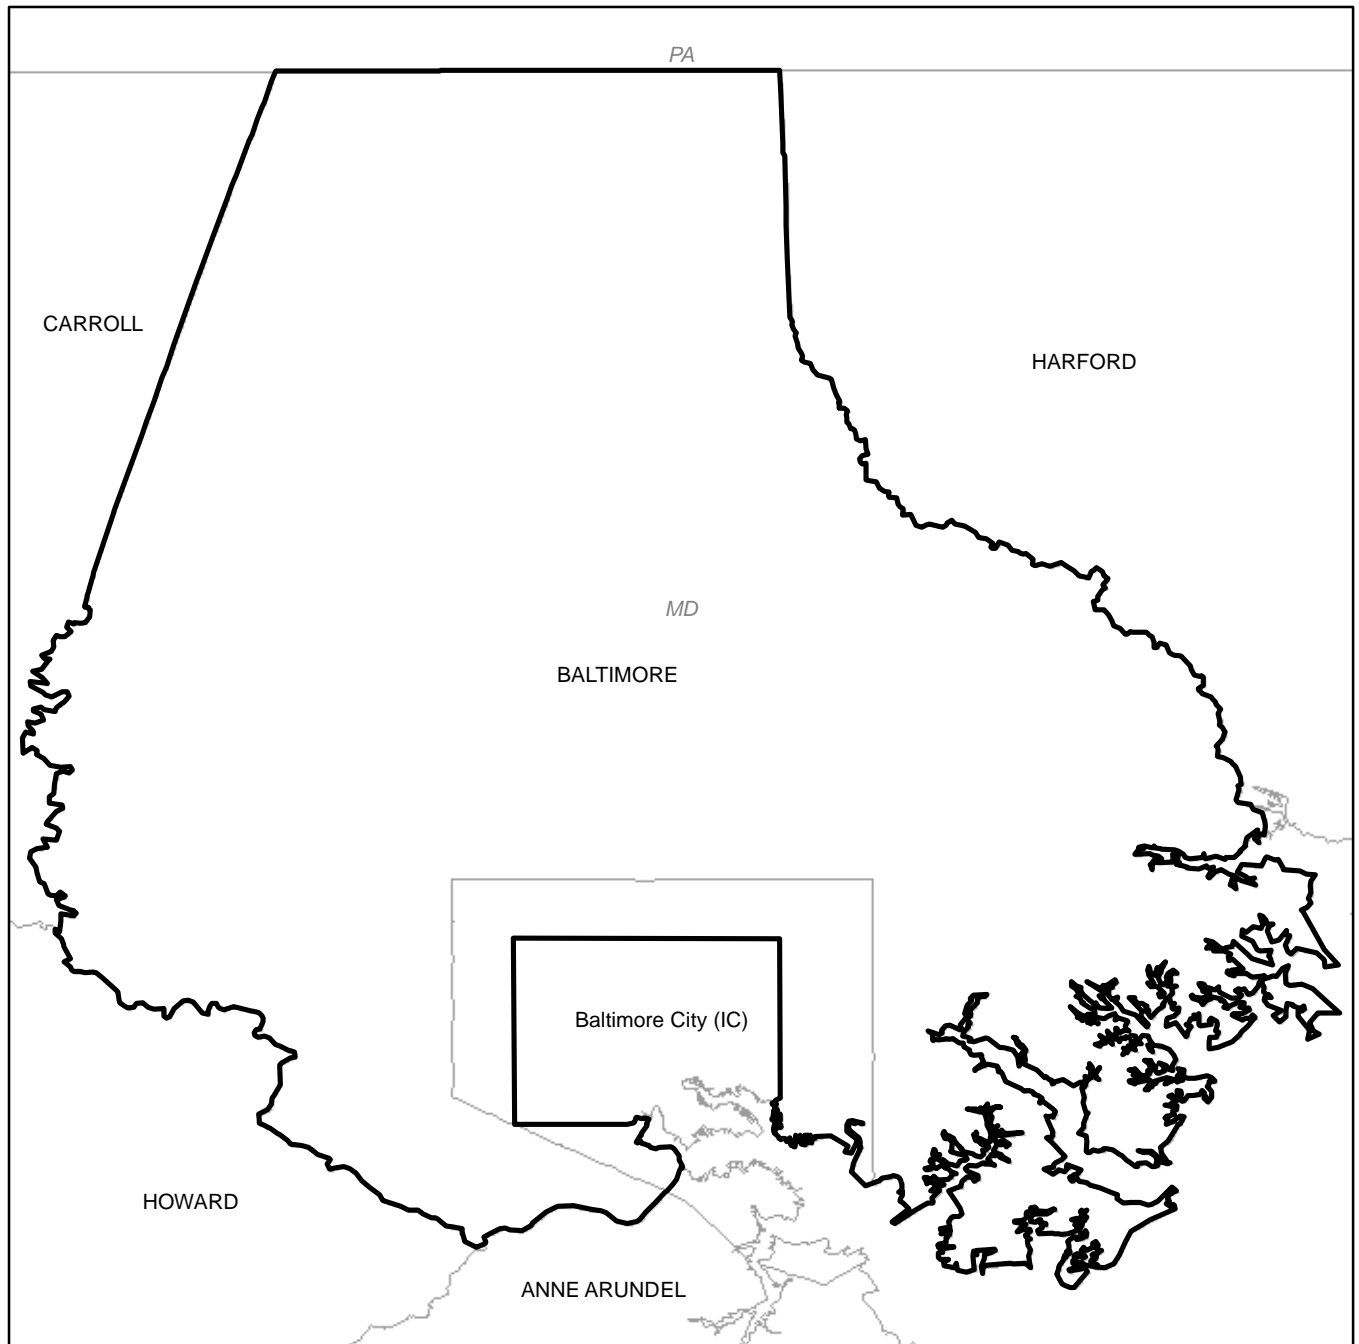 PA
CARROLL
HARFORD
MD
BALTIMORE
Baltimore City (IC)
HOWARD
ANNE ARUNDEL